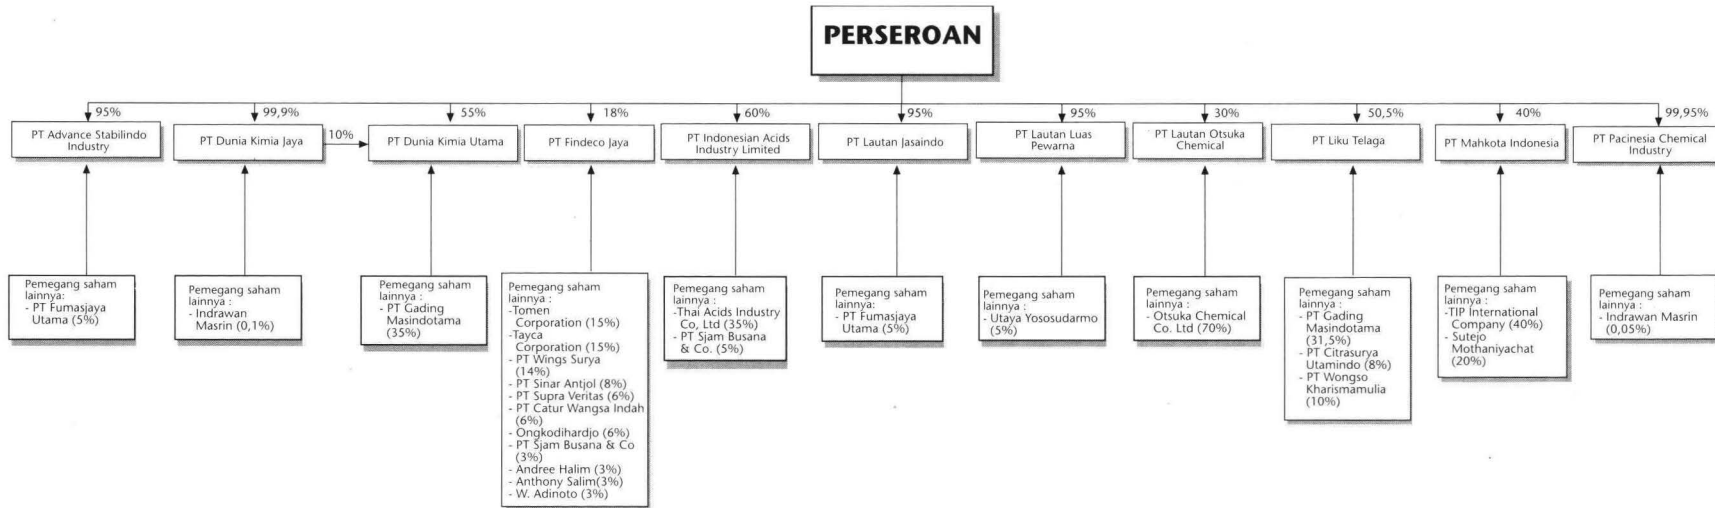 PERSEROAN
95%
99,9%
55%
18%
60%
95%
95%
30%
50,5%
40%
99,95%
PT Advance Stabilindo
Industry
PT Dunia Kimia Jaya
10%
PT Dunia Kimia Utama
PT Findeco Jaya
PT Indonesian Acids
Industry Limited
PT Lautan Jasaindo
PT Lautan Luas
Pewarna
PT Lautan Otsuka
Chemical
PT Liku Telaga
PT Mahkota Indonesia
PT Pacinesia Chemical
Industry
Pemegang saham
lainnya:
- PT Fumasjaya
Utama (5%)
Pemegang saham
lainnya :
- Indrawan
Masrin (0,1%)
Pemegang saham
lainnya :
- PT Gading
Masindotama
(35%)
Pemegang saham
lainnya :
-Tomen
Corporation (15%)
-Tayca
Corporation (15%)
- PT Wings Surya
(14%)
- PT Sinar Antjol (8%)
- PT Supra Veritas (6%)
- PT Catur Wangsa Indah
(6%)
- Ongkodihardjo (6%)
- PT Sjam Busana & Co
(3%)
- Andree Halim (3%)
- Anthony Salim(3%)
- W. Adinoto (3%)
Pemegang saham
lainnya :
-Thai Acids Industry
Co, Ltd (35%)
- PT Sjam Busana
& Co. (5%)
Pemegang saham
lainnya:
- PT Fumasjaya
Utama (5%)
Pemegang saham
lainnya :
- Utaya Yososudarmo
(5%)
Pemegang saham
lainnya :
- Otsuka Chemical
Co. Ltd (70%)
Pemegang saham
lainnya :
- PT Gading
Masindotama
(31,5%)
- PT Citrasurya
Utamindo (8%)
- PT Wongso
Kharismamulia
(10%)
Pemegang saham
lainnya :
-TIP International
Company (40%)
- Sutejo
Mothaniyachat
(20%)
Pemegang saham
lainnya :
- Indrawan Masrin
(0,05%)